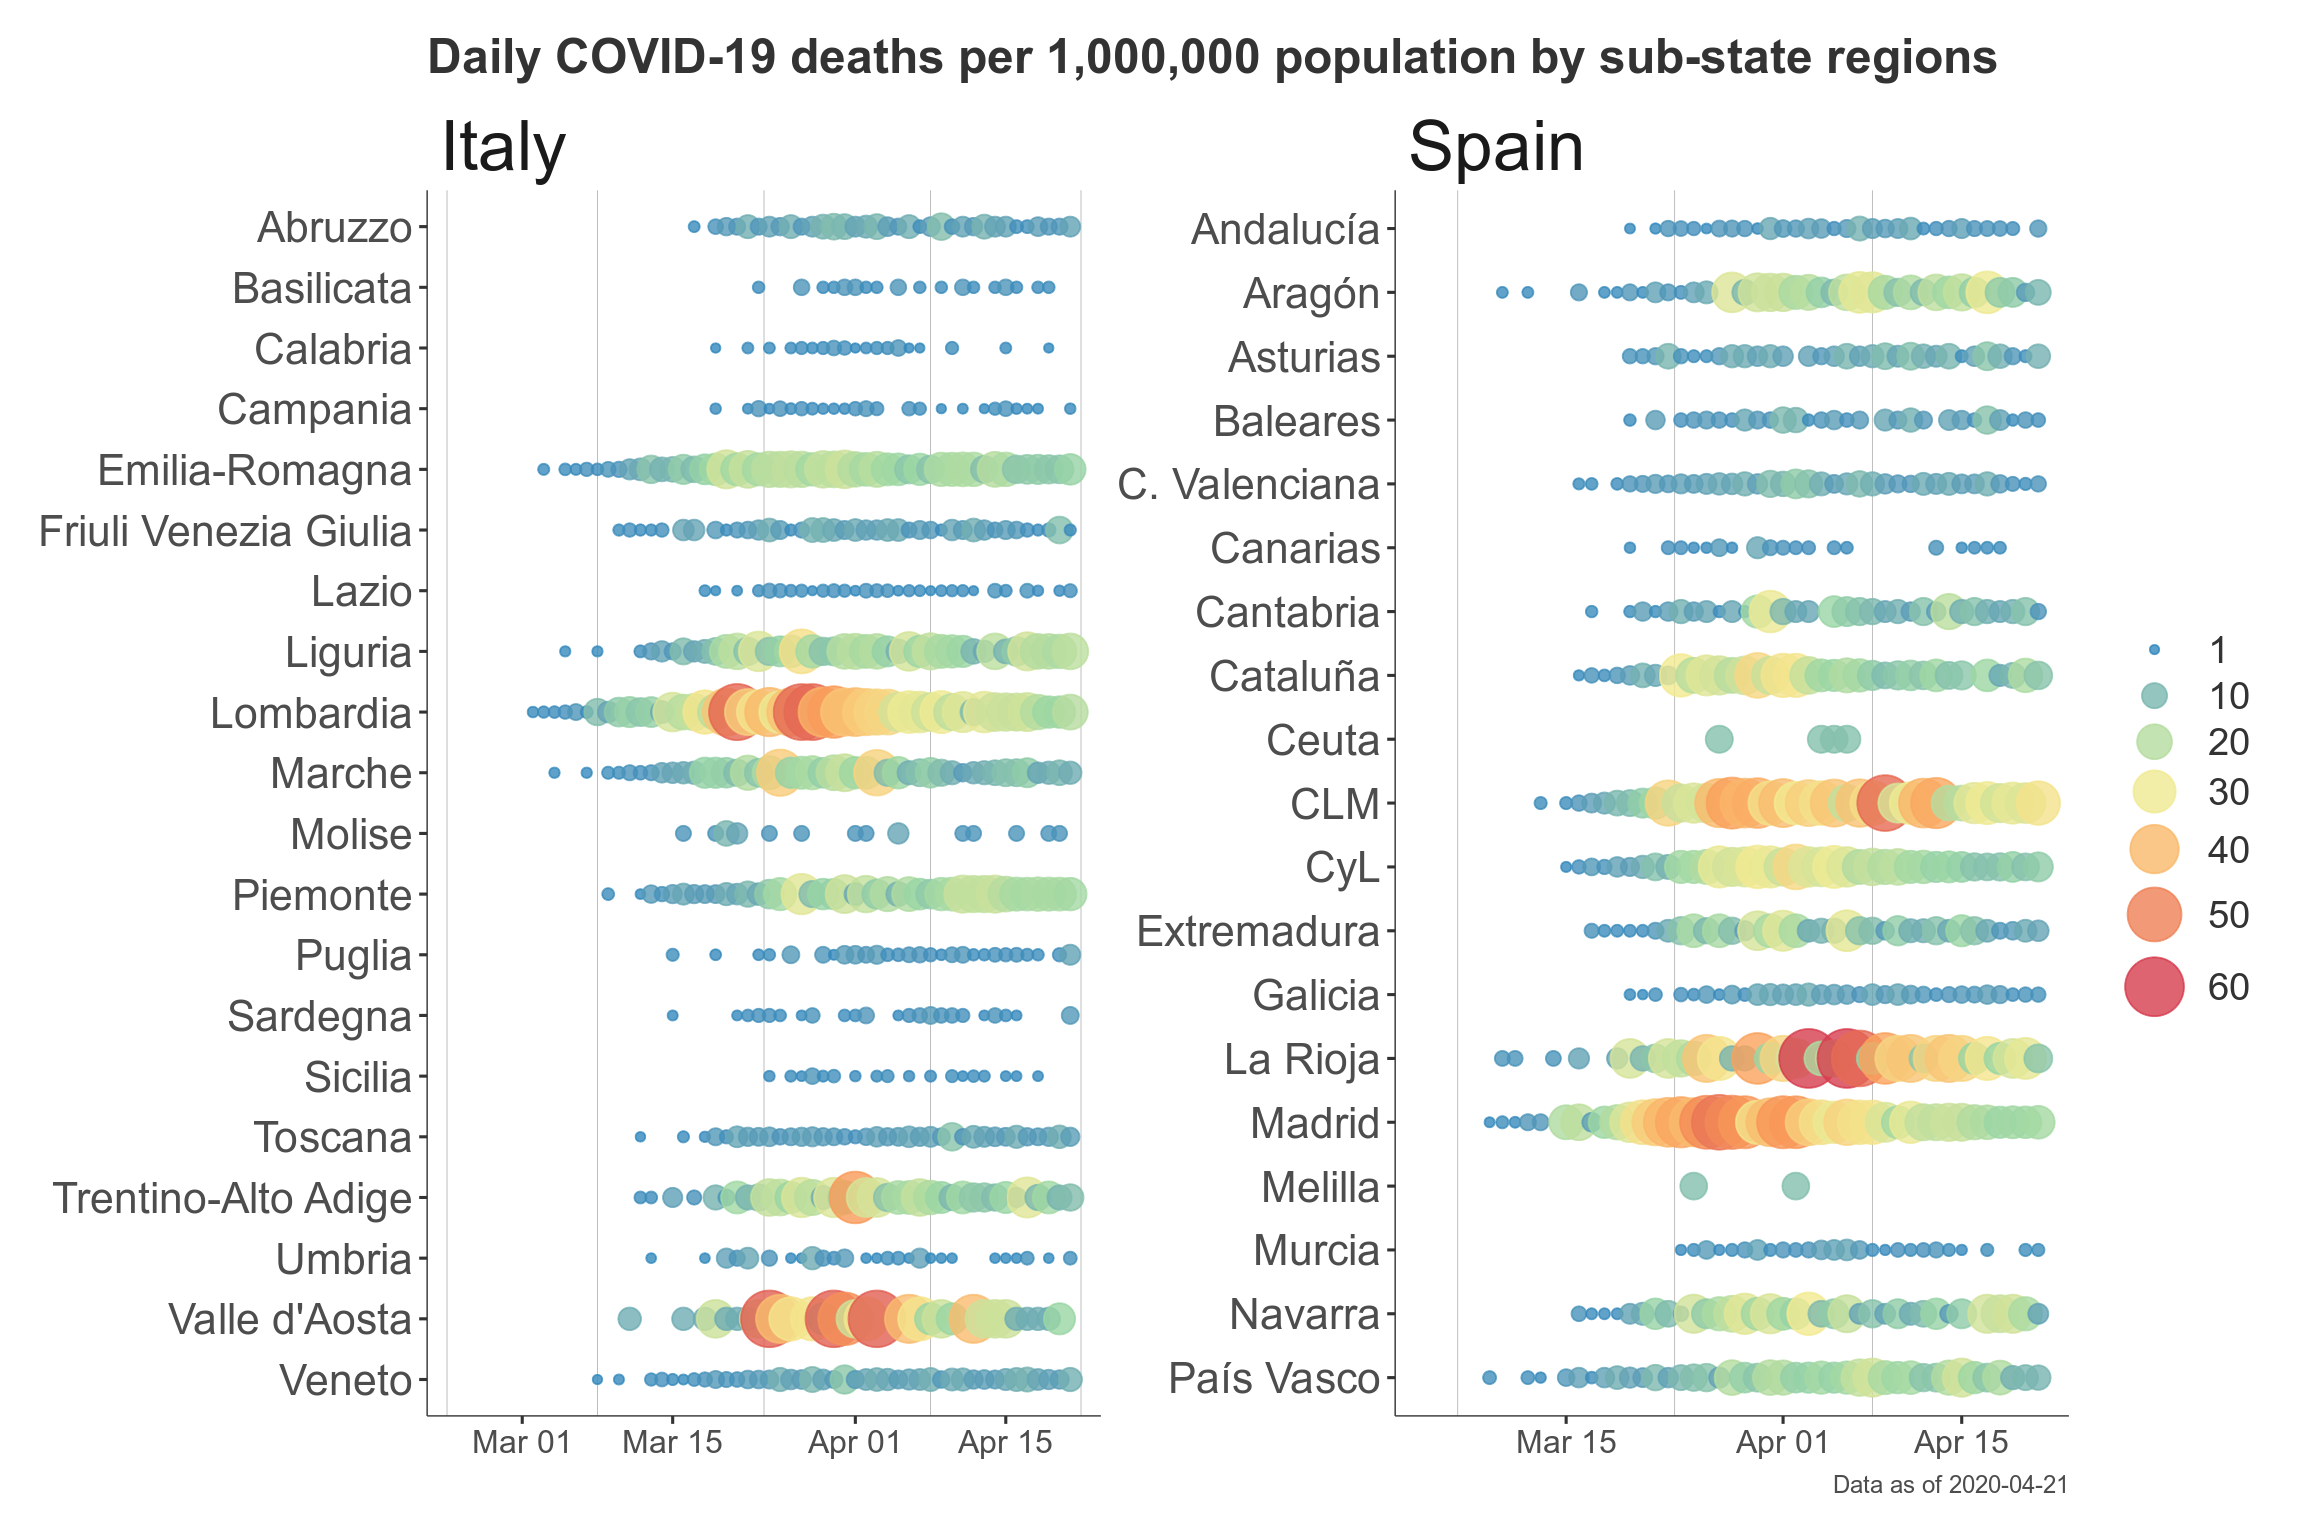 Daily COVID-19 deaths per 1,000,000 population by sub-state regions
Italy
Abruzzo
Basilicata
Calabria
Campania
Emilia-Romagna
Friuli Venezia Giulia
Lazio
Liguria
Lombardia
Marche
Molise
Piemonte
Puglia
Sardegna
Sicilia
Toscana
Trentino-Alto Adige
Umbria
Valle d'Aosta
Veneto
Mar 01 Mar 15 Apr 01 Apr 15
Spain
Andalucía
Aragón
Asturias
Baleares
C. Valenciana
Canarias
Cantabria
Cataluña
Ceuta
CLM
CyL
Extremadura
Galicia
La Rioja
Madrid
Melilla
Murcia
Navarra
País Vasco
Mar 15 Apr 01 Apr 15
1
10
20
30
40
50
60
Data as of 2020-04-21